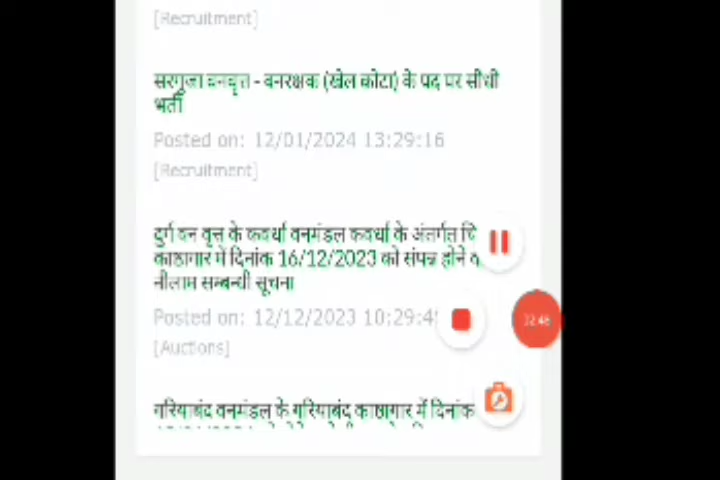 [Recruitment]
सरगुजा वनवृत्त - वनरक्षक (खेल कोटा) के पद पर सीधी
भर्ती
Posted on: 12/01/2024 13:29:16
[Recruitment]
दुर्ग वन वृत्त के कवर्धा वनमंडल कवर्धा के अंतर्गत
काष्ठागार में दिनांक 16/12/2023 को संपन्न होने
नीलाम सम्बन्धी सूचना
Posted on: 12/12/2023 10:29:4
[Auctions]
गरियाबंद वनमंडल के गरियाबंद काष्ठागार में दिनांक